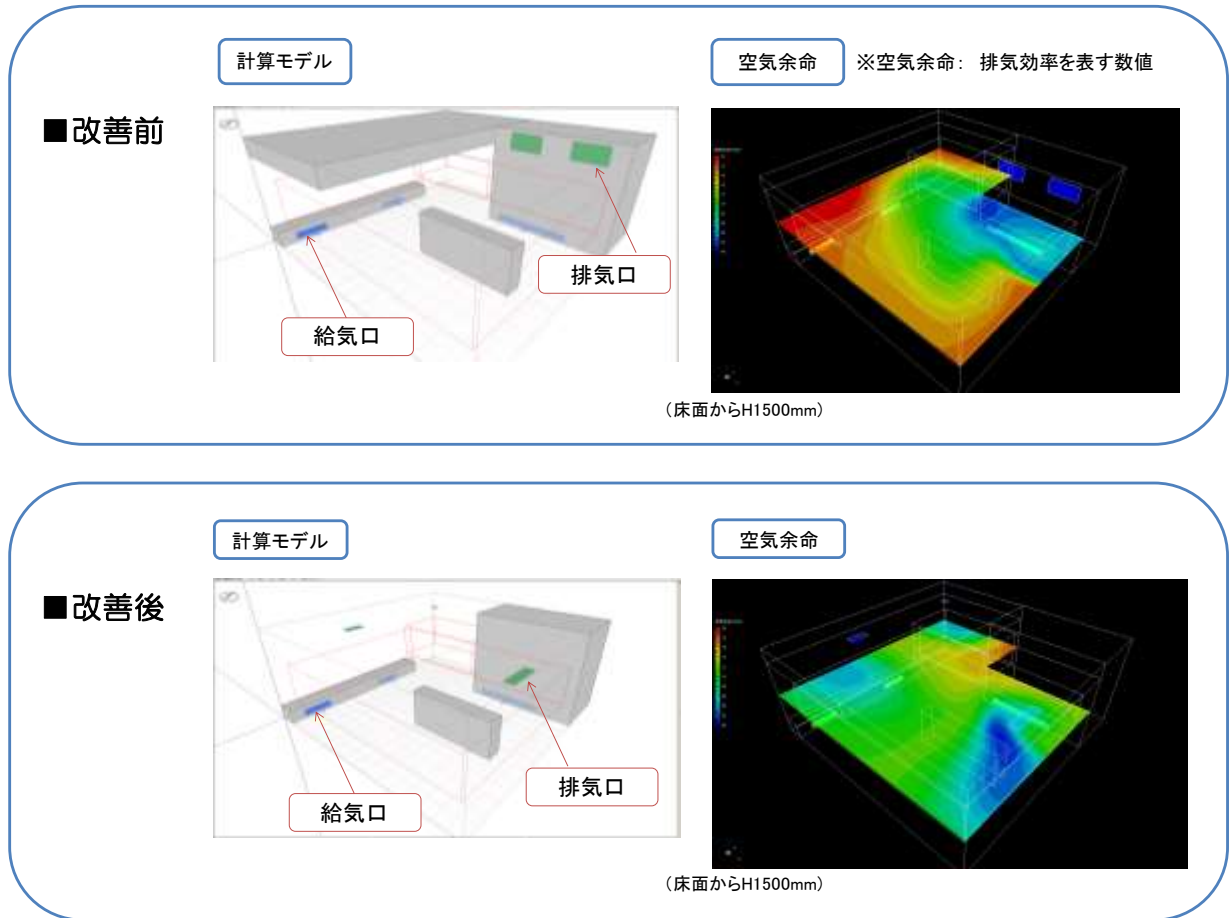 計算モデル
空気余命
※空気余命： 排気効率を表す数値
■改善前
排気口
給気口
（床面からH1500mm）
計算モデル
空気余命
■改善後
排気口
給気口
（床面からH1500mm）